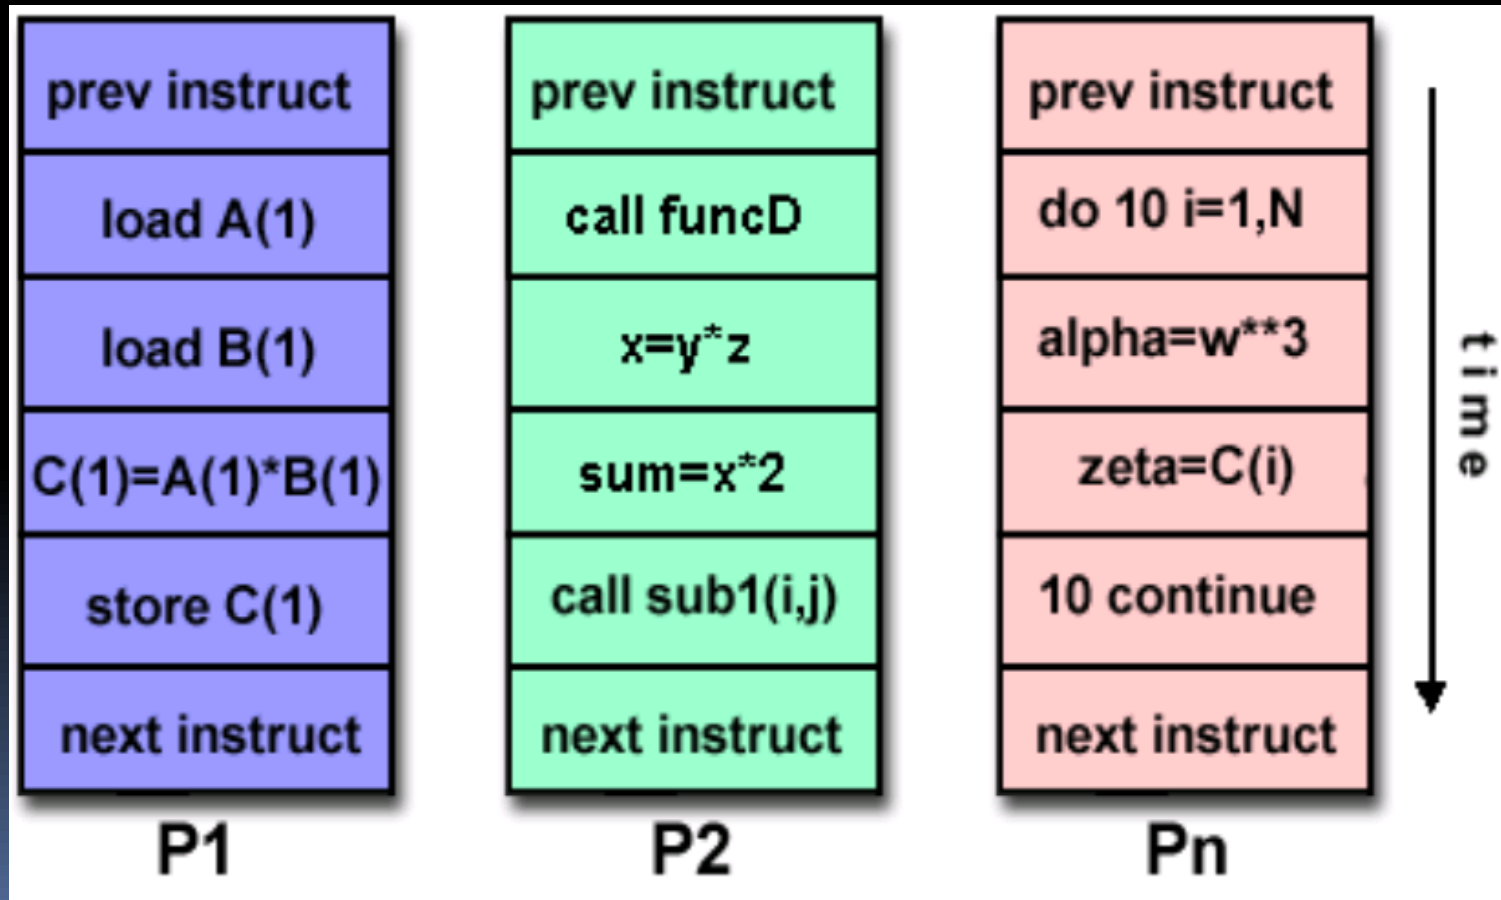 prev instruct
load A(1)
load B(1)
C(1)=A(1)*B(1)
store C(1)
next instruct
P1
prev instruct
call funcD
x=y*z
sum=x*2
call sub1(i,j)
next instruct
P2
prev instruct
do 10 i=1,N
alpha=w**3
zeta=C(i)
10 continue
next instruct
Pn
time